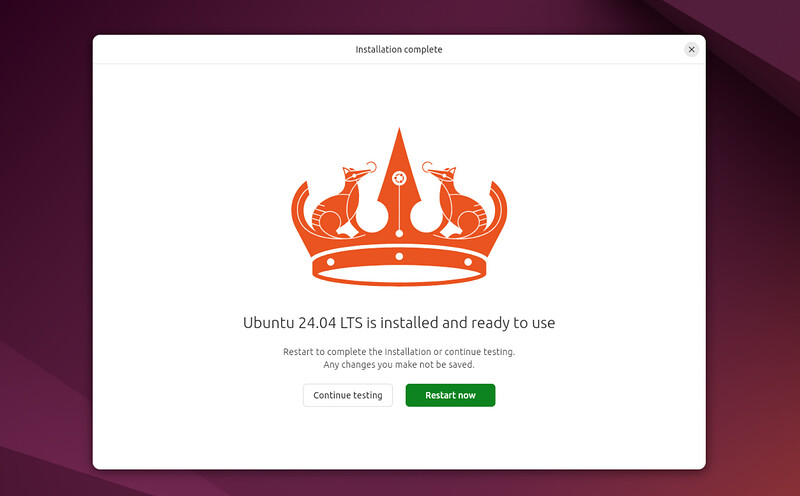 Installation complete
Ubuntu 24.04 LTS is installed and ready to use
Restart to complete the installation or continue testing.
Any changes you make not be saved.
Continue testing
Restart now